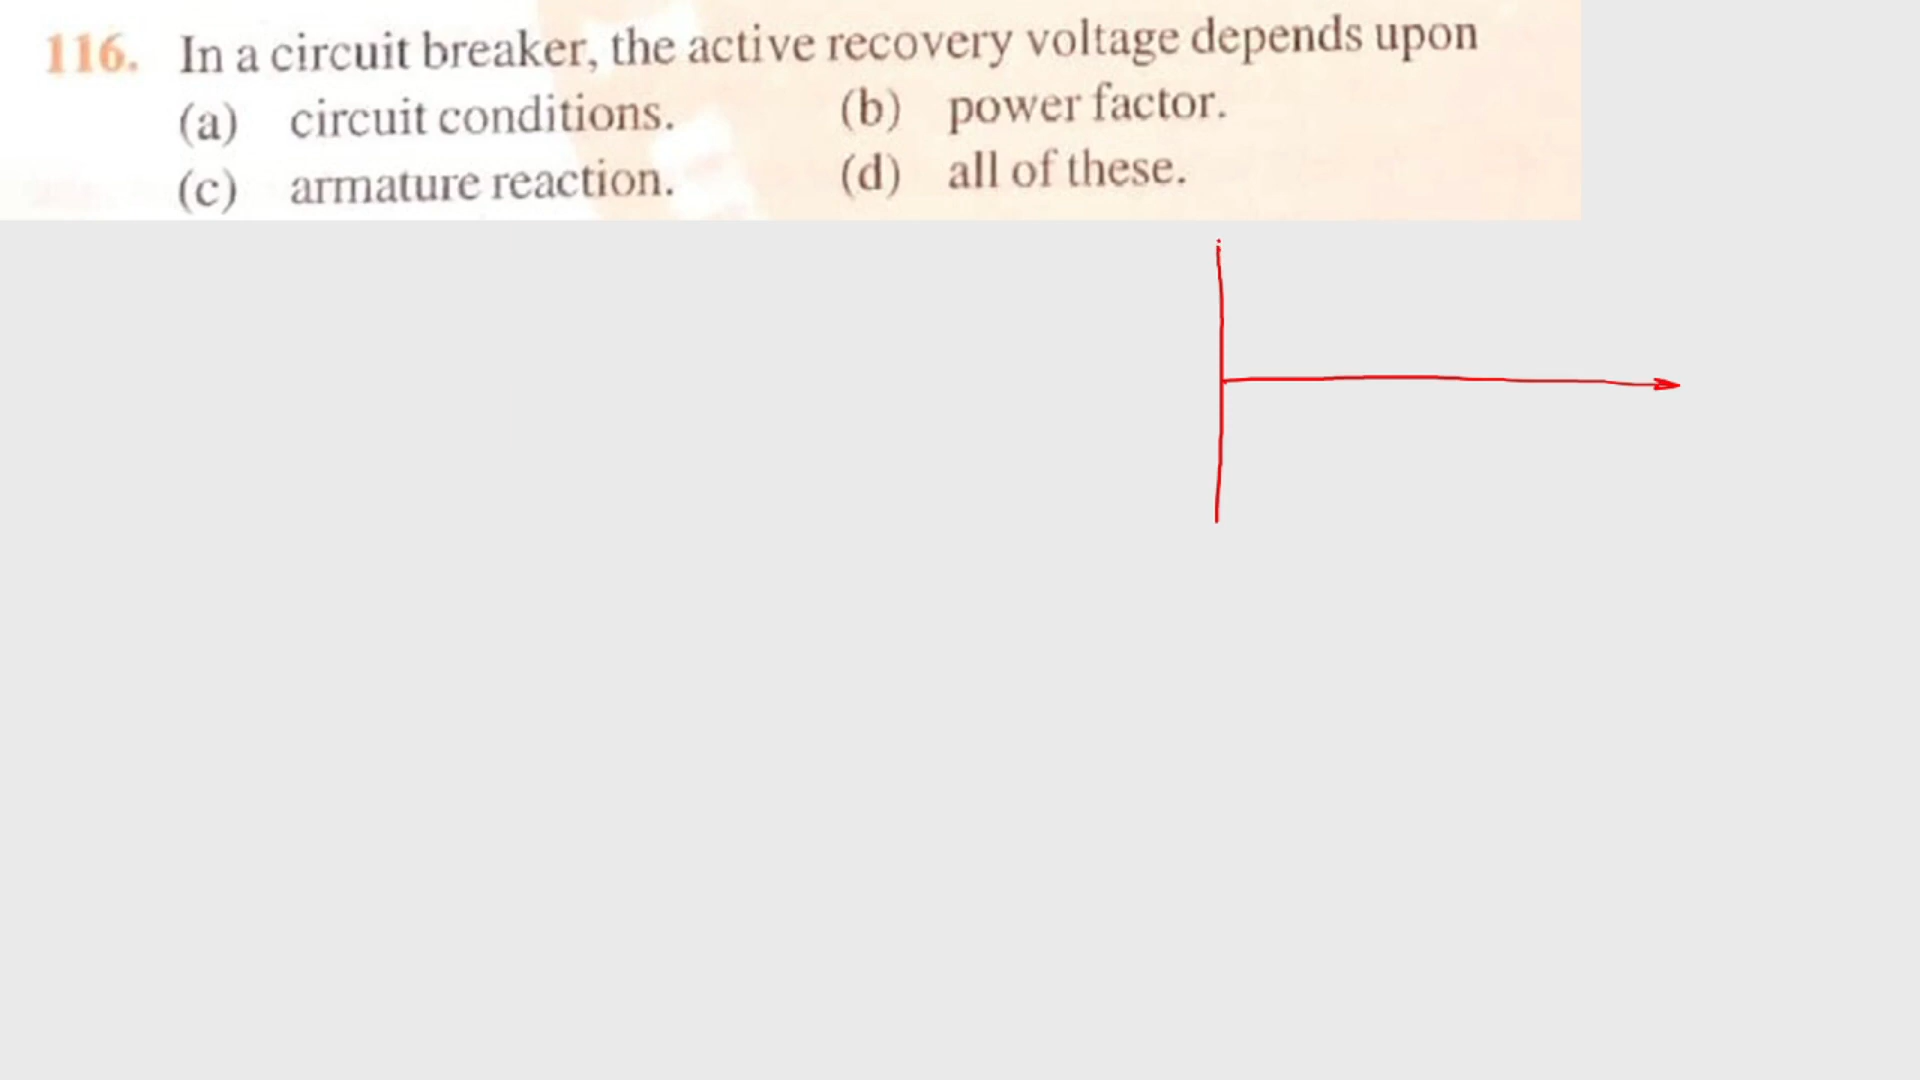 116. In a circuit breaker, the active recovery voltage depends upon
(a) circuit conditions. (b) power factor.
(c) armature reaction. (d) all of these.